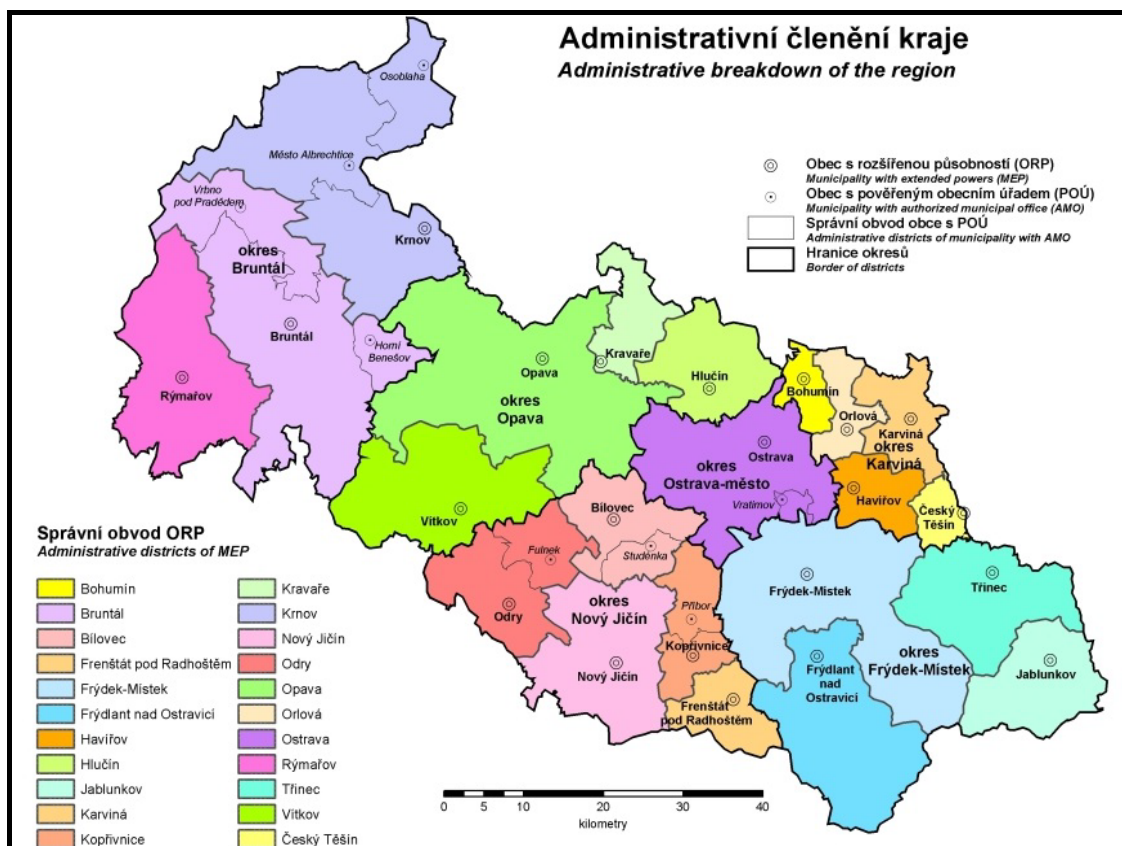 Administrativní členění kraje
Administrative breakdown of the region
Obec s rozšířenou působností (ORP)
Municipality with extended powers (MEP)
Obec s pověřeným obecním úřadem (POÚ)
Municipality with authorized municipal office (AMO)
Správní obvod obce s POÚ
Administrative districts of municipality with AMO
Hranice okresů
Border of districts
Osoblaha
Město Albrechtice
Vrbno
pod Pradědem
Krnov
okres
Bruntál
Bruntál
Horní
Benešov
Rýmařov
Kravaře
Opava
Hlučín
okres
Opava
Bohumín
Orlová
Karviná
okres
Karviná
Ostrava
okres
Ostrava-město
Vratimov
Havířov
Český
Těšín
Vítkov
Bílovec
Studénka
Fulnek
Odry
okres
Nový Jičín
Nový Jičín
Příbor
Kopřivnice
Frenštát
pod Radhoštěm
Frýdek-Místek
okres
Frýdek-Místek
Frýdlant
nad
Ostravicí
Třinec
Jablunkov
Správní obvod ORP
Administrative districts of MEP
Bohumín
Bruntál
Bílovec
Frenštát pod Radhoštěm
Frýdek-Místek
Frýdlant nad Ostravicí
Havířov
Hlučín
Jablunkov
Karviná
Kopřivnice
Kravaře
Krnov
Nový Jičín
Odry
Opava
Orlová
Ostrava
Rýmařov
Třinec
Vítkov
Český Těšín
0 5 10 20 30 40
kilometry